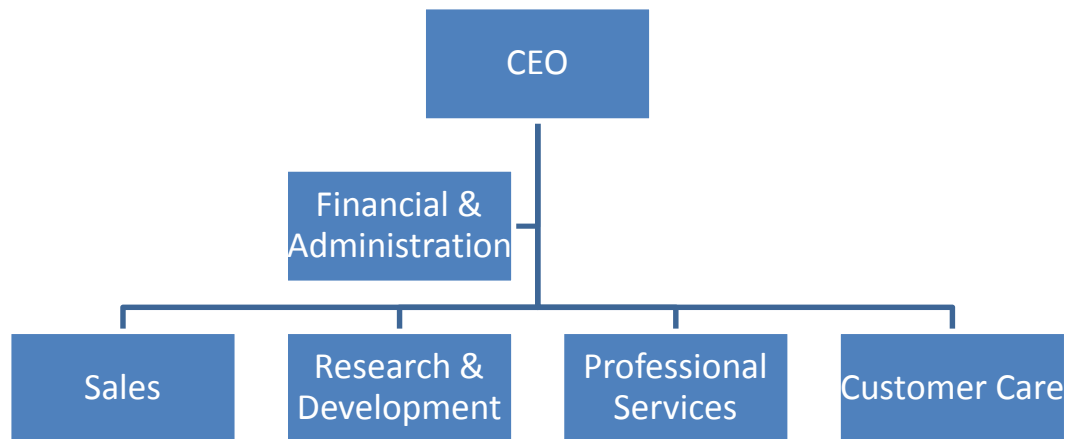 CEO
Financial &
Administration
Sales
Research &
Development
Professional
Services
Customer Care